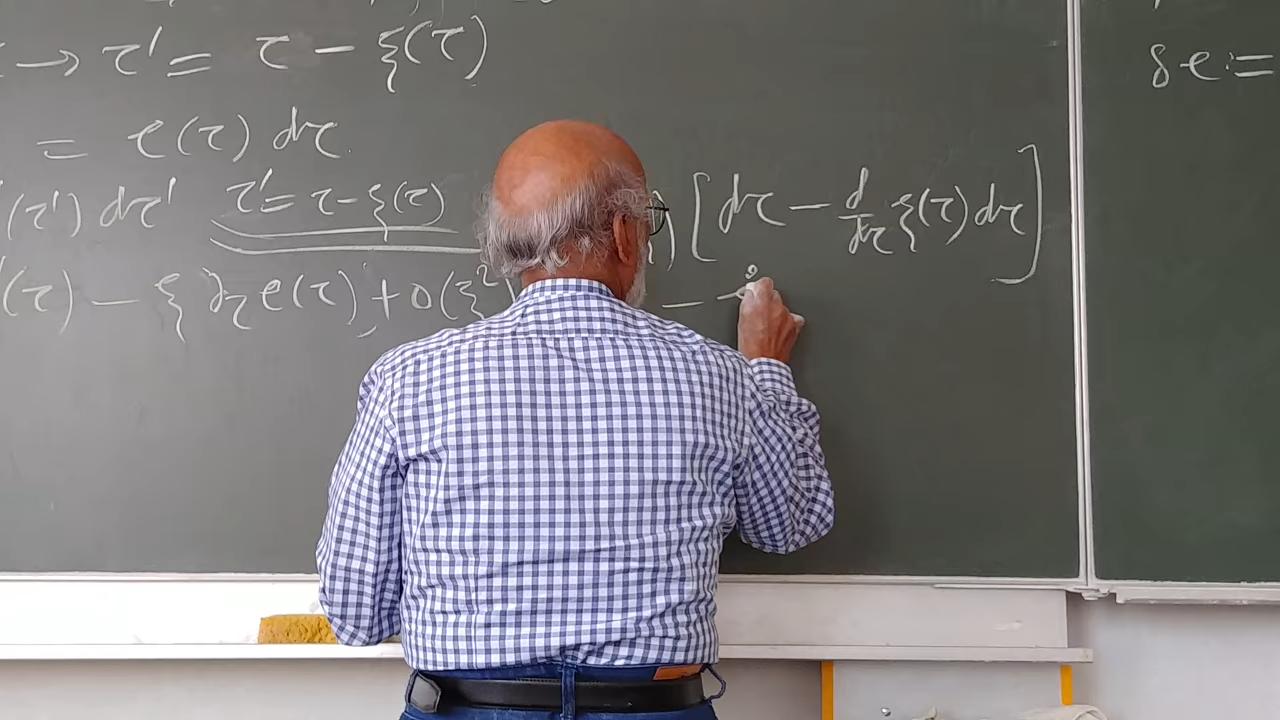 → τ' = τ − ξ(τ)
= e(τ) dτ
(τ') dτ' τ' = τ − ξ(τ) ) [dτ − d/dτ ξ(τ) dτ]
(τ) − ξ ∂τ e(τ) + O(ξ² −
δe :=